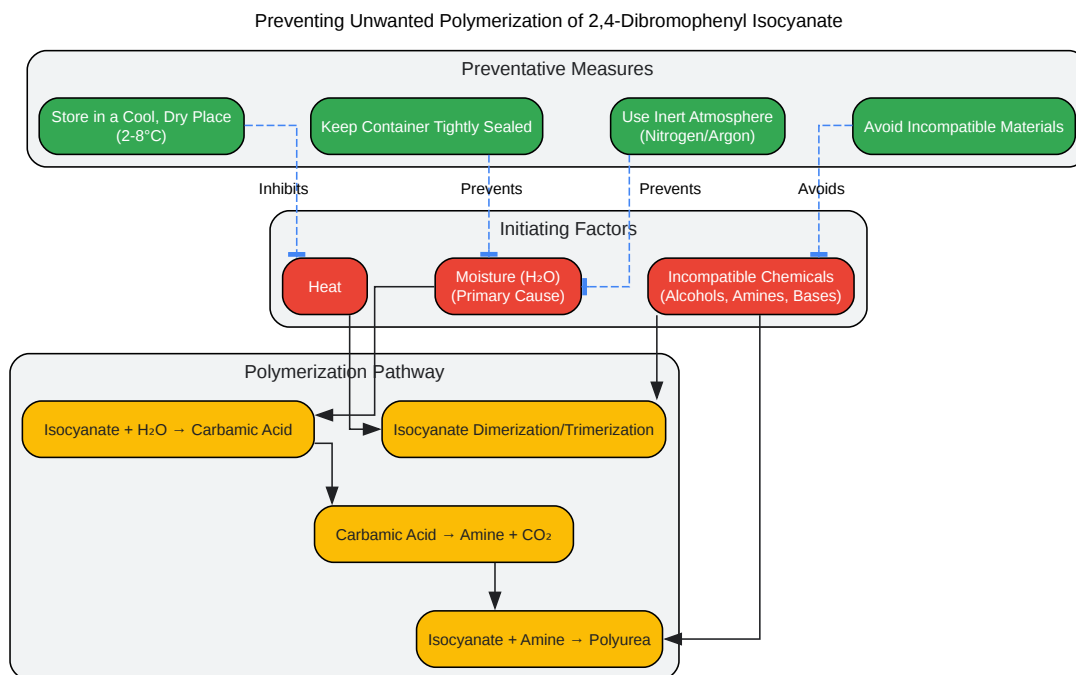 Preventing Unwanted Polymerization of 2,4-Dibromophenyl Isocyanate
Preventative Measures
Store in a Cool, Dry Place
(2-8°C)
Keep Container Tightly Sealed
Use Inert Atmosphere
(Nitrogen/Argon)
Avoid Incompatible Materials
Inhibits
Prevents
Prevents
Avoids
Initiating Factors
Heat
Moisture (H₂O)
(Primary Cause)
Incompatible Chemicals
(Alcohols, Amines, Bases)
Polymerization Pathway
Isocyanate + H₂O → Carbamic Acid
Isocyanate Dimerization/Trimerization
Carbamic Acid → Amine + CO₂
Isocyanate + Amine → Polyurea